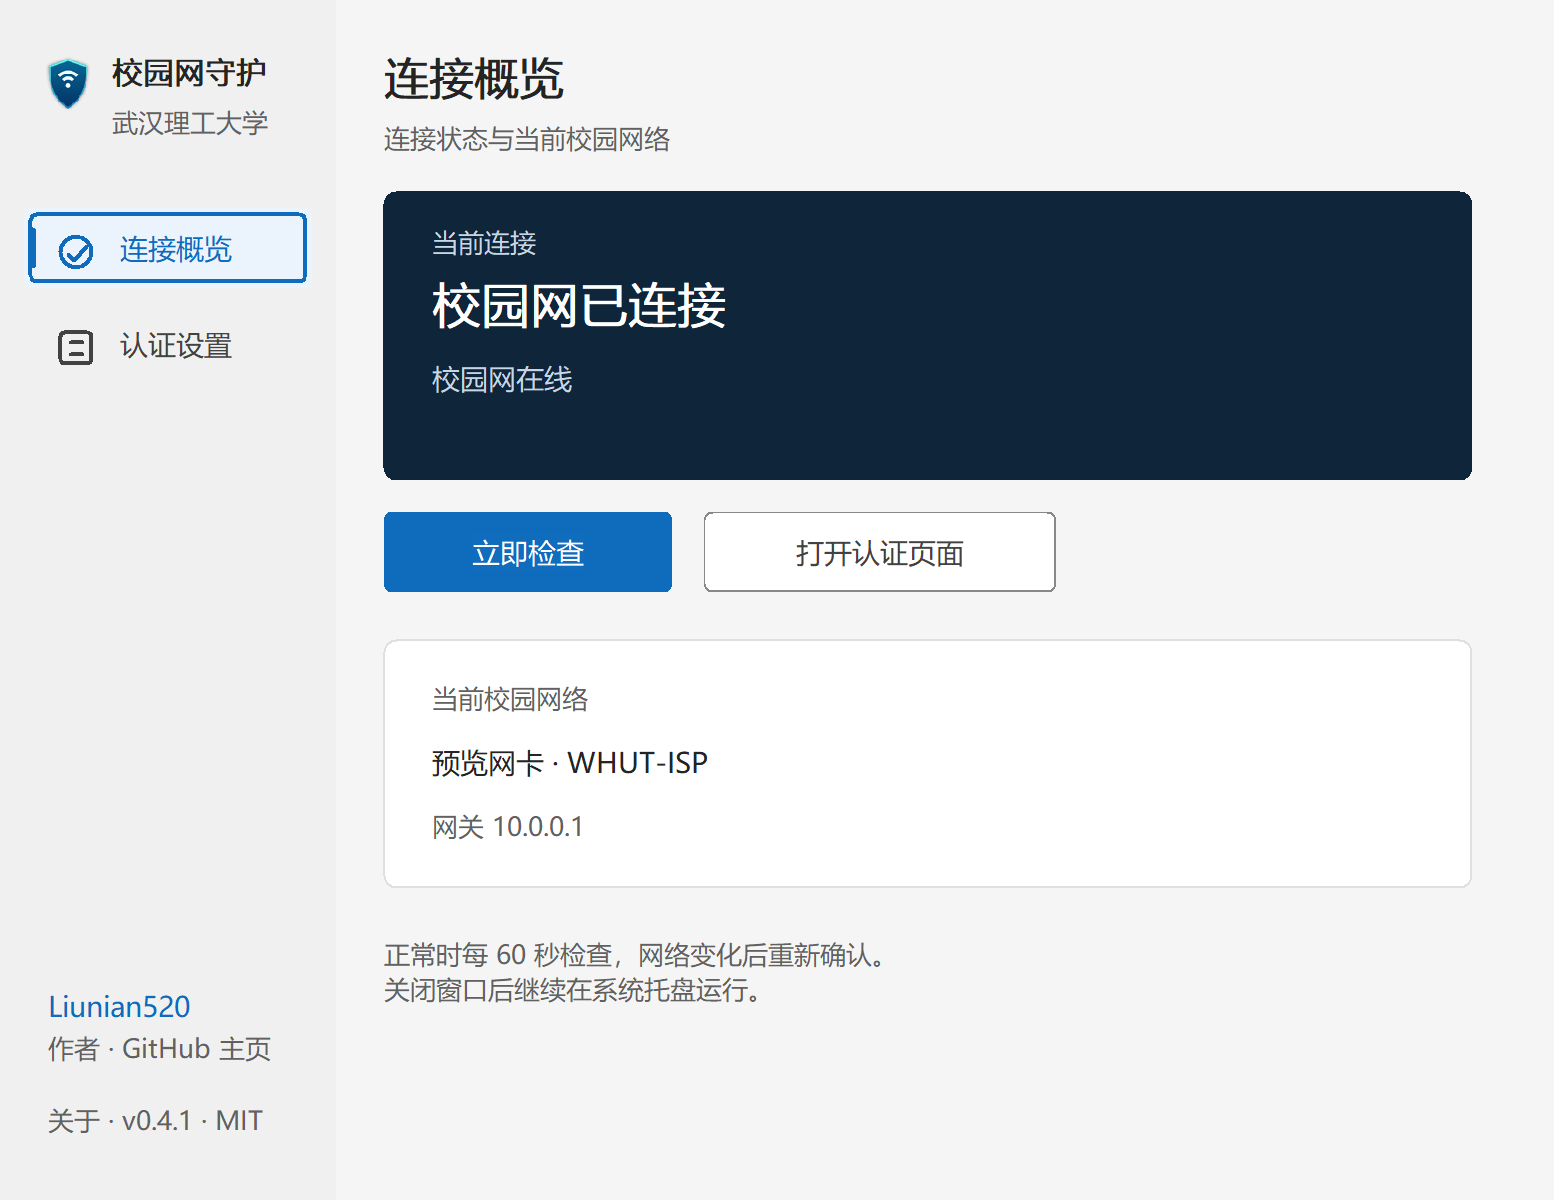 校园网守护
武汉理工大学
连接概览
认证设置
Liunian520
作者 · GitHub 主页
关于 · v0.4.1 · MIT
连接概览
连接状态与当前校园网络
当前连接
校园网已连接
校园网在线
立即检查
打开认证页面
当前校园网络
预览网卡 · WHUT-ISP
网关 10.0.0.1
正常时每 60 秒检查，网络变化后重新确认。
关闭窗口后继续在系统托盘运行。